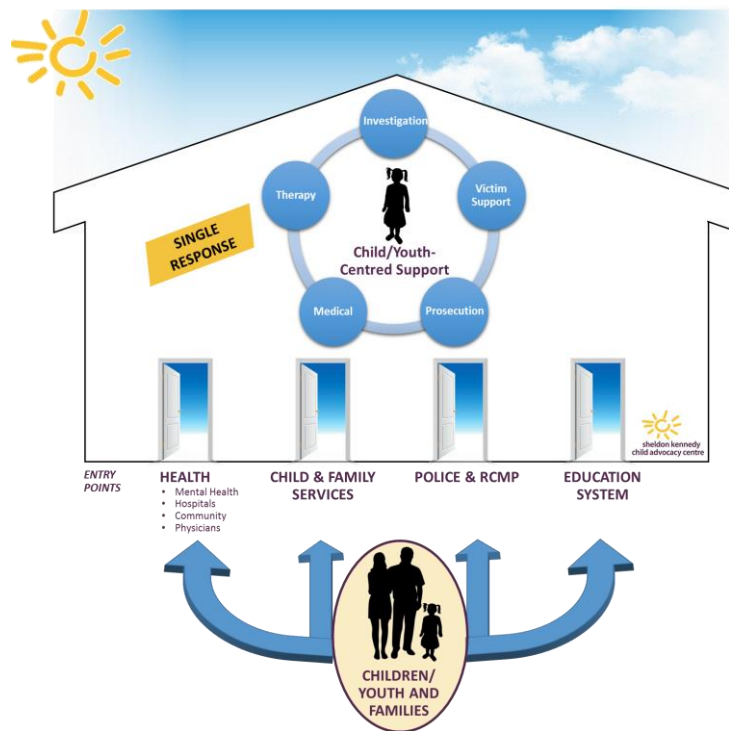 Investigation
Therapy
Victim
Support
SINGLE
RESPONSE
Child/Youth-
Centred Support
Medical
Prosecution
sheldon kennedy
child advocacy centre
ENTRY
POINTS
HEALTH
• Mental Health
• Hospitals
• Community
• Physicians
CHILD & FAMILY
SERVICES
POLICE & RCMP
EDUCATION
SYSTEM
CHILDREN/
YOUTH AND
FAMILIES